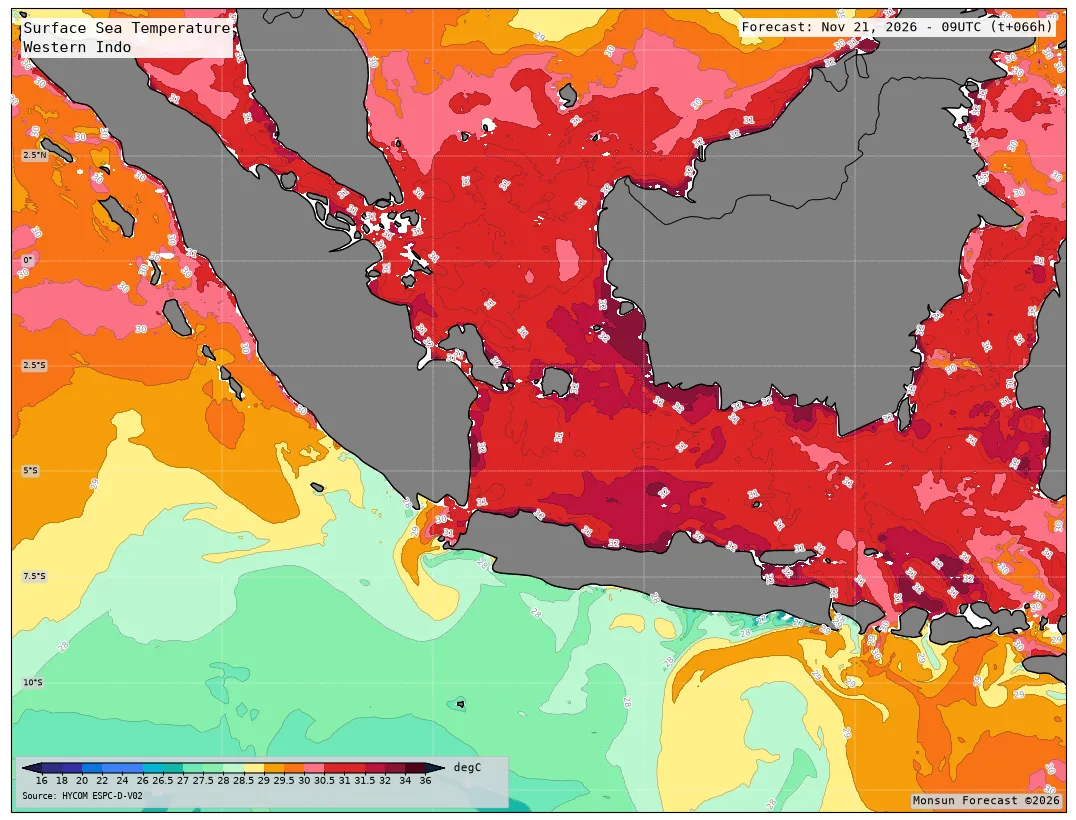 Surface Sea Temperature
Western Indo
Forecast: Nov 21, 2026 - 09UTC (t+066h)
2.5°N
0°
2.5°S
5°S
7.5°S
10°S
16 18 20 22 24 26 26.5 27 27.5 28 28.5 29 29.5 30 30.5 31 31.5 32 34 36
degC
Source: HYCOM ESPC-D-V02
Monsun Forecast ©2026